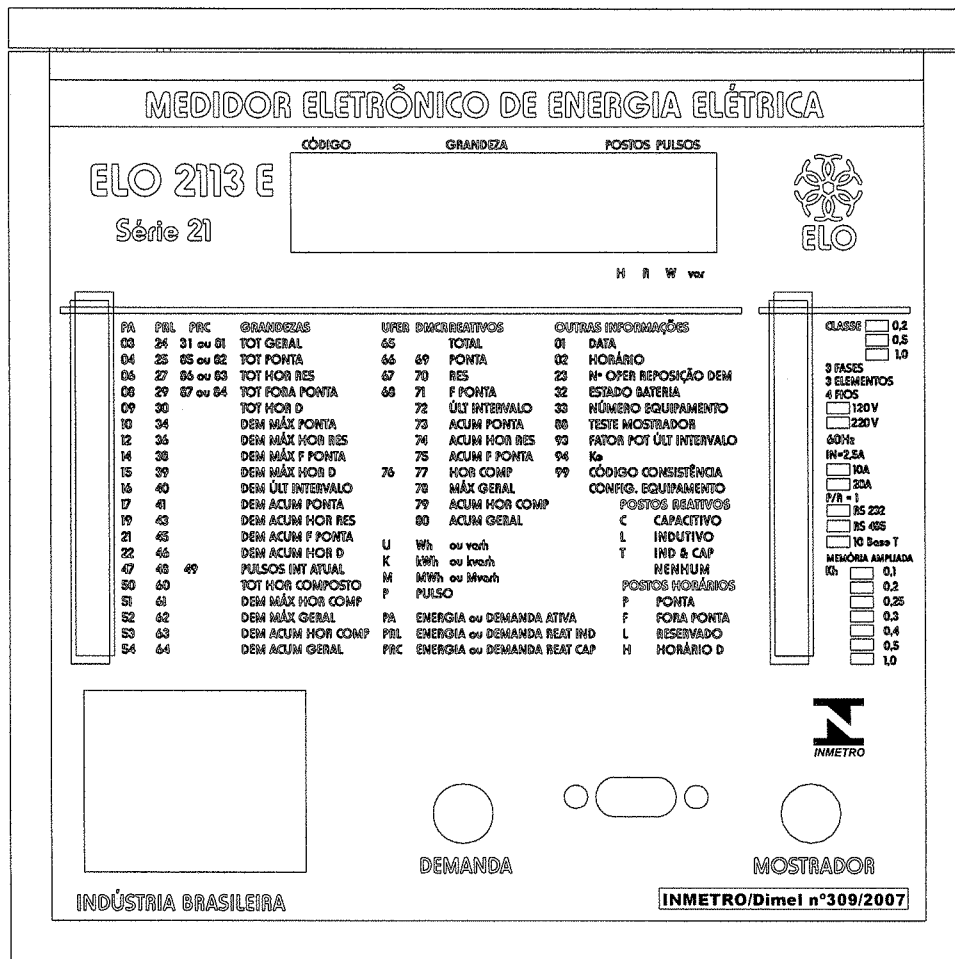 MEDIDOR ELETRÔNICO DE ENERGIA ELÉTRICA
CÓDIGO GRANDEZA POSTOS PULSOS
ELO 2113 E
Série 21
ELO
H R W var
PA PRL PRC GRANDEZAS UFER DMCR REATIVOS OUTRAS INFORMAÇÕES
03 24 31 ou 81 TOT GERAL 65 TOTAL 01 DATA
04 25 85 ou 82 TOT PONTA 66 69 PONTA 02 HORÁRIO
06 27 86 ou 83 TOT HOR RES 67 70 RES 23 Nº OPER REPOSIÇÃO DEM
08 29 87 ou 84 TOT FORA PONTA 68 71 F PONTA 32 ESTADO BATERIA
09 30 TOT HOR D 72 ÚLT INTERVALO 33 NÚMERO EQUIPAMENTO
10 34 DEM MÁX PONTA 73 ACUM PONTA 88 TESTE MOSTRADOR
12 36 DEM MÁX HOR RES 74 ACUM HOR RES 93 FATOR POT ÚLT INTERVALO
14 38 DEM MÁX F PONTA 75 ACUM F PONTA 94 Ke
15 39 DEM MÁX HOR D 76 77 HOR COMP 99 CÓDIGO CONSISTÊNCIA
16 40 DEM ÚLT INTERVALO 78 MÁX GERAL CONFIG. EQUIPAMENTO
17 41 DEM ACUM PONTA 79 ACUM HOR COMP POSTOS REATIVOS
19 43 DEM ACUM HOR RES 80 ACUM GERAL C CAPACITIVO
21 45 DEM ACUM F PONTA L INDUTIVO
22 46 DEM ACUM HOR D U Wh ou varh T IND & CAP
47 48 49 PULSOS INT ATUAL K kWh ou kvarh NENHUM
50 60 TOT HOR COMPOSTO M MWh ou Mvarh POSTOS HORÁRIOS
51 61 DEM MÁX HOR COMP P PULSO P PONTA
52 62 DEM MÁX GERAL PA ENERGIA ou DEMANDA ATIVA F FORA PONTA
53 63 DEM ACUM HOR COMP PRL ENERGIA ou DEMANDA REAT IND L RESERVADO
54 64 DEM ACUM GERAL PRC ENERGIA ou DEMANDA REAT CAP H HORÁRIO D
CLASSE 0,2
0,5
1,0
3 FASES
3 ELEMENTOS
4 FIOS
120V
220V
60Hz
IN=2,5A
10A
20A
P/R = 1
RS 232
RS 485
10 Base T
MEMÓRIA AMPLIADA
Kh 0,1
0,2
0,25
0,3
0,4
0,5
1,0
INMETRO
DEMANDA
MOSTRADOR
INDÚSTRIA BRASILEIRA
INMETRO/Dimel nº309/2007